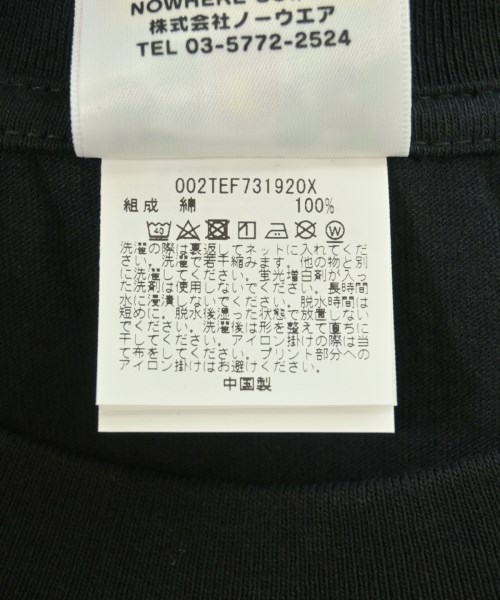 NOWHERE
株式会社ノーウエア
TEL 03-5772-2524
002TEF731920X
組成 綿 100%
40
洗濯の際は裏返してネットに入れてくだ
さい。洗濯で若干縮みます。他の物と別
に洗濯してください。蛍光増白剤が入っ
た洗剤は使用しないでください。長時間
水に浸漬しないでください。脱水時間は
短めに。脱水後湿った状態で放置しない
でください。洗濯後は形を整えて直ちに
干してください。アイロン掛けの際は当
て布をしてください。プリント部分への
アイロン掛けはお避けください。
中国製